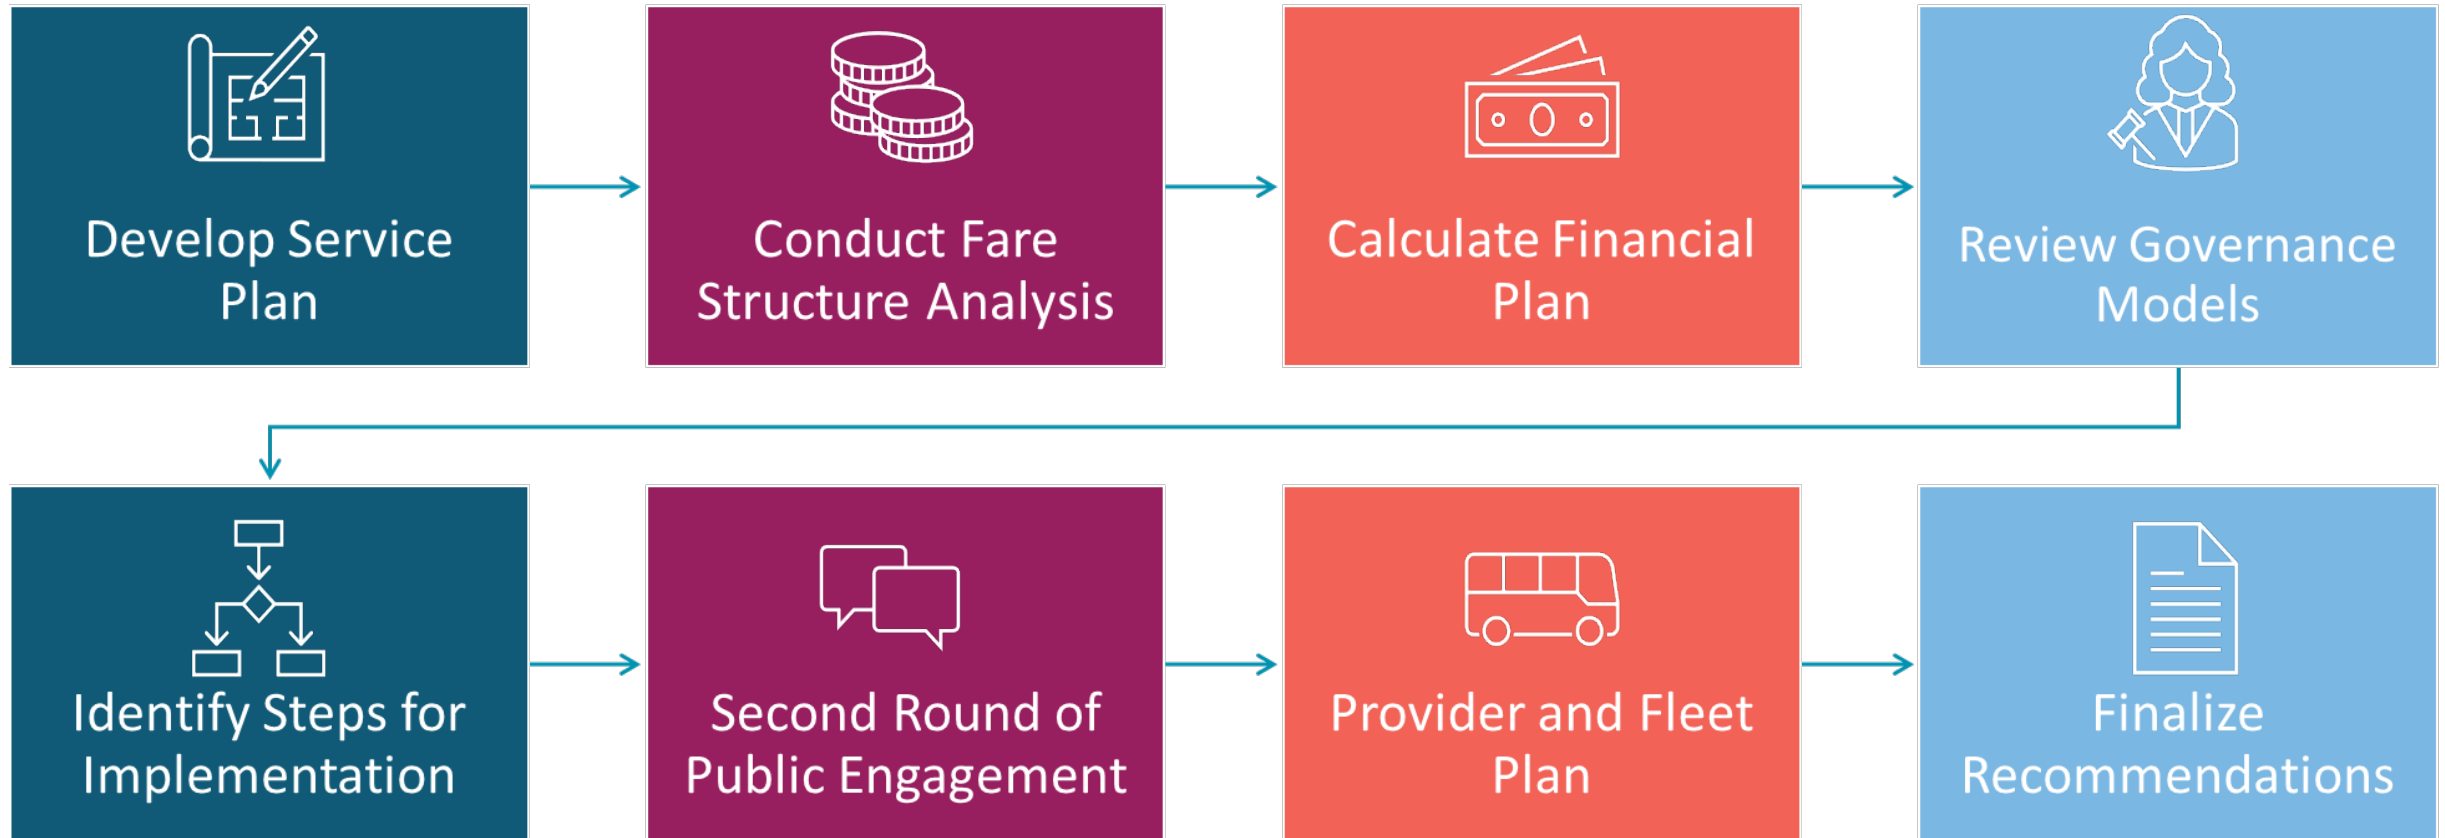 Develop Service
Plan
Conduct Fare
Structure Analysis
Calculate Financial
Plan
Review Governance
Models
Identify Steps for
Implementation
Second Round of
Public Engagement
Provider and Fleet
Plan
Finalize
Recommendations